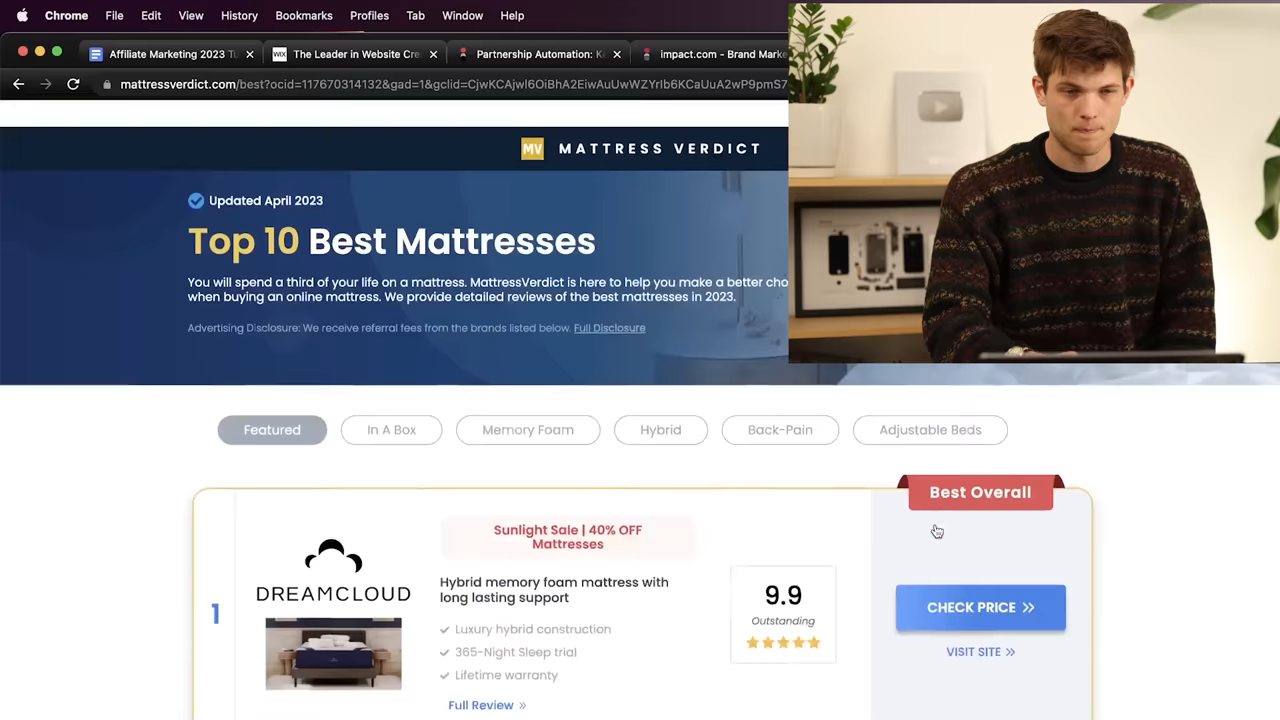 Chrome File Edit View History Bookmarks Profiles Tab Window Help
Affiliate Marketing 2023 Tu
WIX The Leader in Website Cre
Partnership Automation: K
impact.com - Brand Marke
mattressverdict.com/best?ocid=117670314132&gad=1&gclid=CjwKCAjwl6OiBhA2EiwAuUwWZYrIb6KCaUuA2wP9pmS7
MV MATTRESS VERDICT
Updated April 2023
Top 10 Best Mattresses
You will spend a third of your life on a mattress. MattressVerdict is here to help you make a better cho
when buying an online mattress. We provide detailed reviews of the best mattresses in 2023.
Advertising Disclosure: We receive referral fees from the brands listed below. Full Disclosure
Featured In A Box Memory Foam Hybrid Back-Pain Adjustable Beds
Best Overall
1
DREAMCLOUD
Sunlight Sale | 40% OFF
Mattresses
Hybrid memory foam mattress with
long lasting support
Luxury hybrid construction
365-Night Sleep trial
Lifetime warranty
Full Review »
9.9
Outstanding
CHECK PRICE »
VISIT SITE »